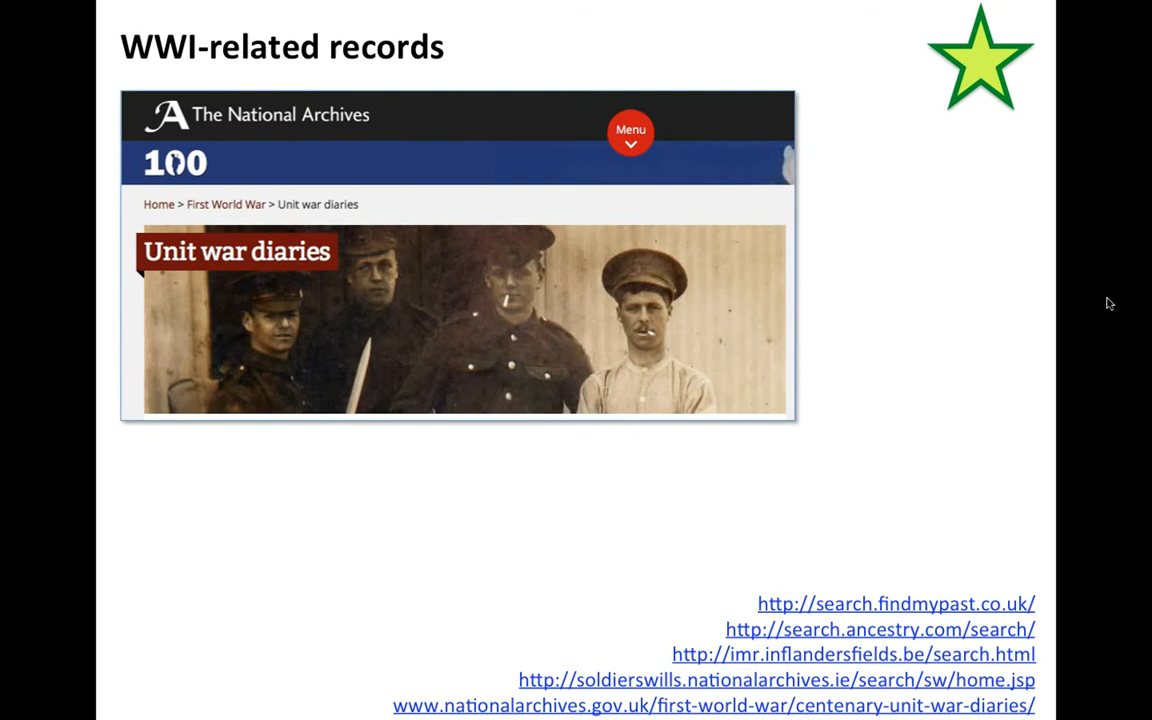 WWI-related records
The National Archives
Menu
100
Home > First World War > Unit war diaries
Unit war diaries
http://search.findmypast.co.uk/
http://search.ancestry.com/search/
http://imr.inflandersfields.be/search.html
http://soldierswills.nationalarchives.ie/search/sw/home.jsp
www.nationalarchives.gov.uk/first-world-war/centenary-unit-war-diaries/